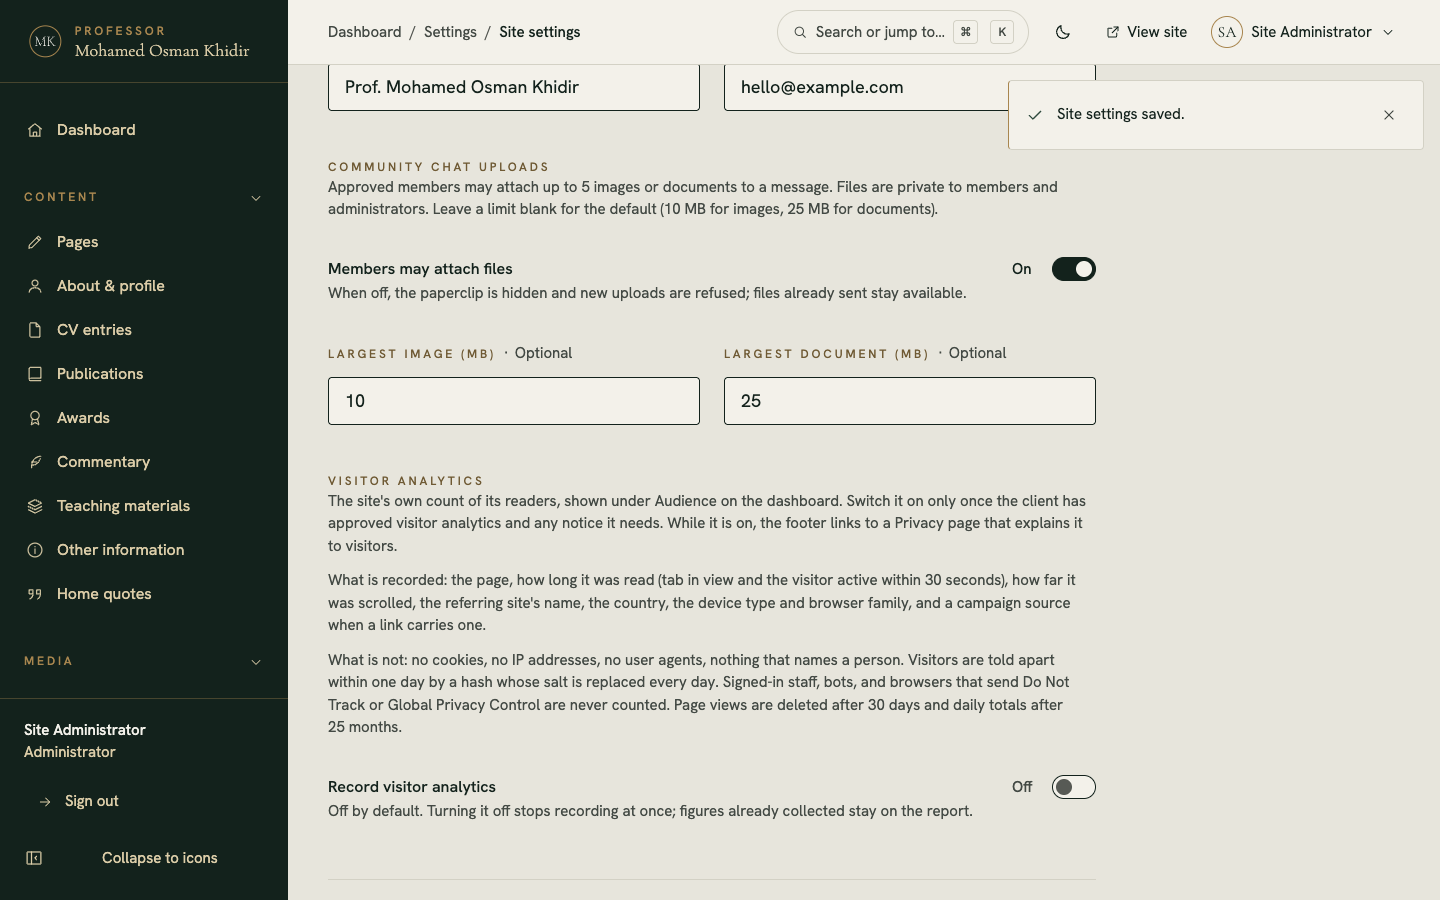 MK
PROFESSOR
Mohamed Osman Khidir
Dashboard
CONTENT
Pages
About & profile
CV entries
Publications
Awards
Commentary
Teaching materials
Other information
Home quotes
MEDIA
Site Administrator
Administrator
Sign out
Collapse to icons
Dashboard / Settings / Site settings
Search or jump to... ⌘ K
View site
SA Site Administrator
Prof. Mohamed Osman Khidir
hello@example.com
Site settings saved.
COMMUNITY CHAT UPLOADS
Approved members may attach up to 5 images or documents to a message. Files are private to members and
administrators. Leave a limit blank for the default (10 MB for images, 25 MB for documents).
Members may attach files
On
When off, the paperclip is hidden and new uploads are refused; files already sent stay available.
LARGEST IMAGE (MB) · Optional
LARGEST DOCUMENT (MB) · Optional
10
25
VISITOR ANALYTICS
The site's own count of its readers, shown under Audience on the dashboard. Switch it on only once the client has
approved visitor analytics and any notice it needs. While it is on, the footer links to a Privacy page that explains it
to visitors.
What is recorded: the page, how long it was read (tab in view and the visitor active within 30 seconds), how far it
was scrolled, the referring site's name, the country, the device type and browser family, and a campaign source
when a link carries one.
What is not: no cookies, no IP addresses, no user agents, nothing that names a person. Visitors are told apart
within one day by a hash whose salt is replaced every day. Signed-in staff, bots, and browsers that send Do Not
Track or Global Privacy Control are never counted. Page views are deleted after 30 days and daily totals after
25 months.
Record visitor analytics
Off
Off by default. Turning it off stops recording at once; figures already collected stay on the report.